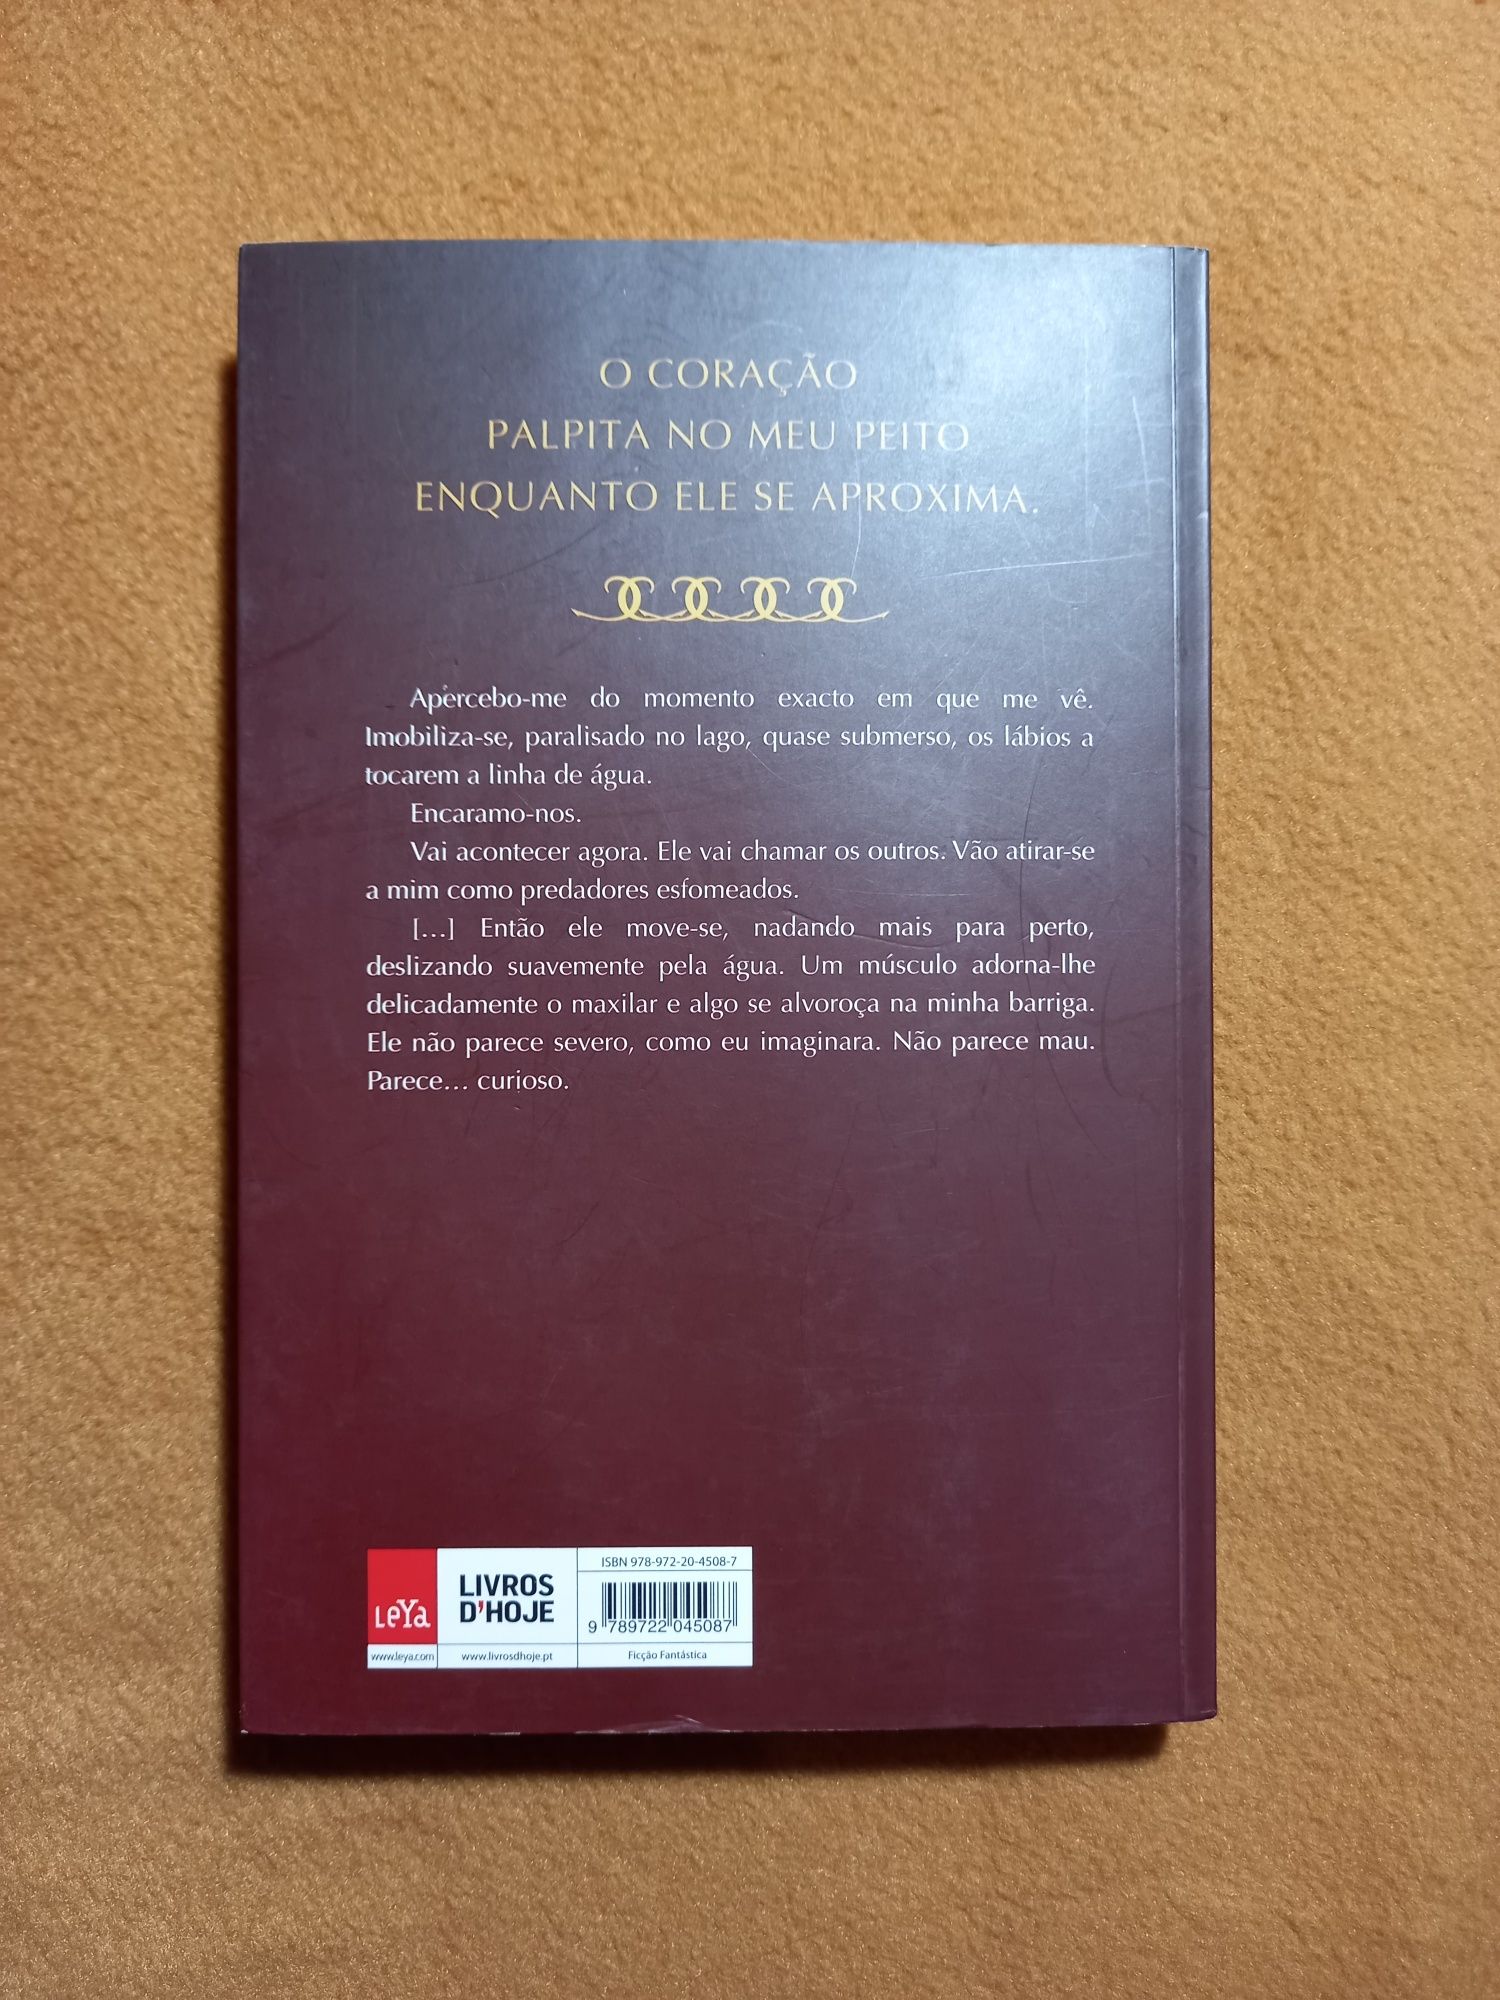 O CORAÇÃO
PALPITA NO MEU PEITO
ENQUANTO ELE SE APROXIMA.
Apercebo-me do momento exacto em que me vê.
Imobiliza-se, paralisado no lago, quase submerso, os lábios a
tocarem a linha de água.
Encaramo-nos.
Vai acontecer agora. Ele vai chamar os outros. Vão atirar-se
a mim como predadores esfomeados.
[...] Então ele move-se, nadando mais para perto,
deslizando suavemente pela água. Um músculo adorna-lhe
delicadamente o maxilar e algo se alvoroça na minha barriga.
Ele não parece severo, como eu imaginara. Não parece mau.
Parece... curioso.
ISBN 978-972-20-4508-7
LeYa
LIVROS
D'HOJE
9 789722 045087
www.leya.com
www.livrosdhoje.pt
Ficção Fantástica